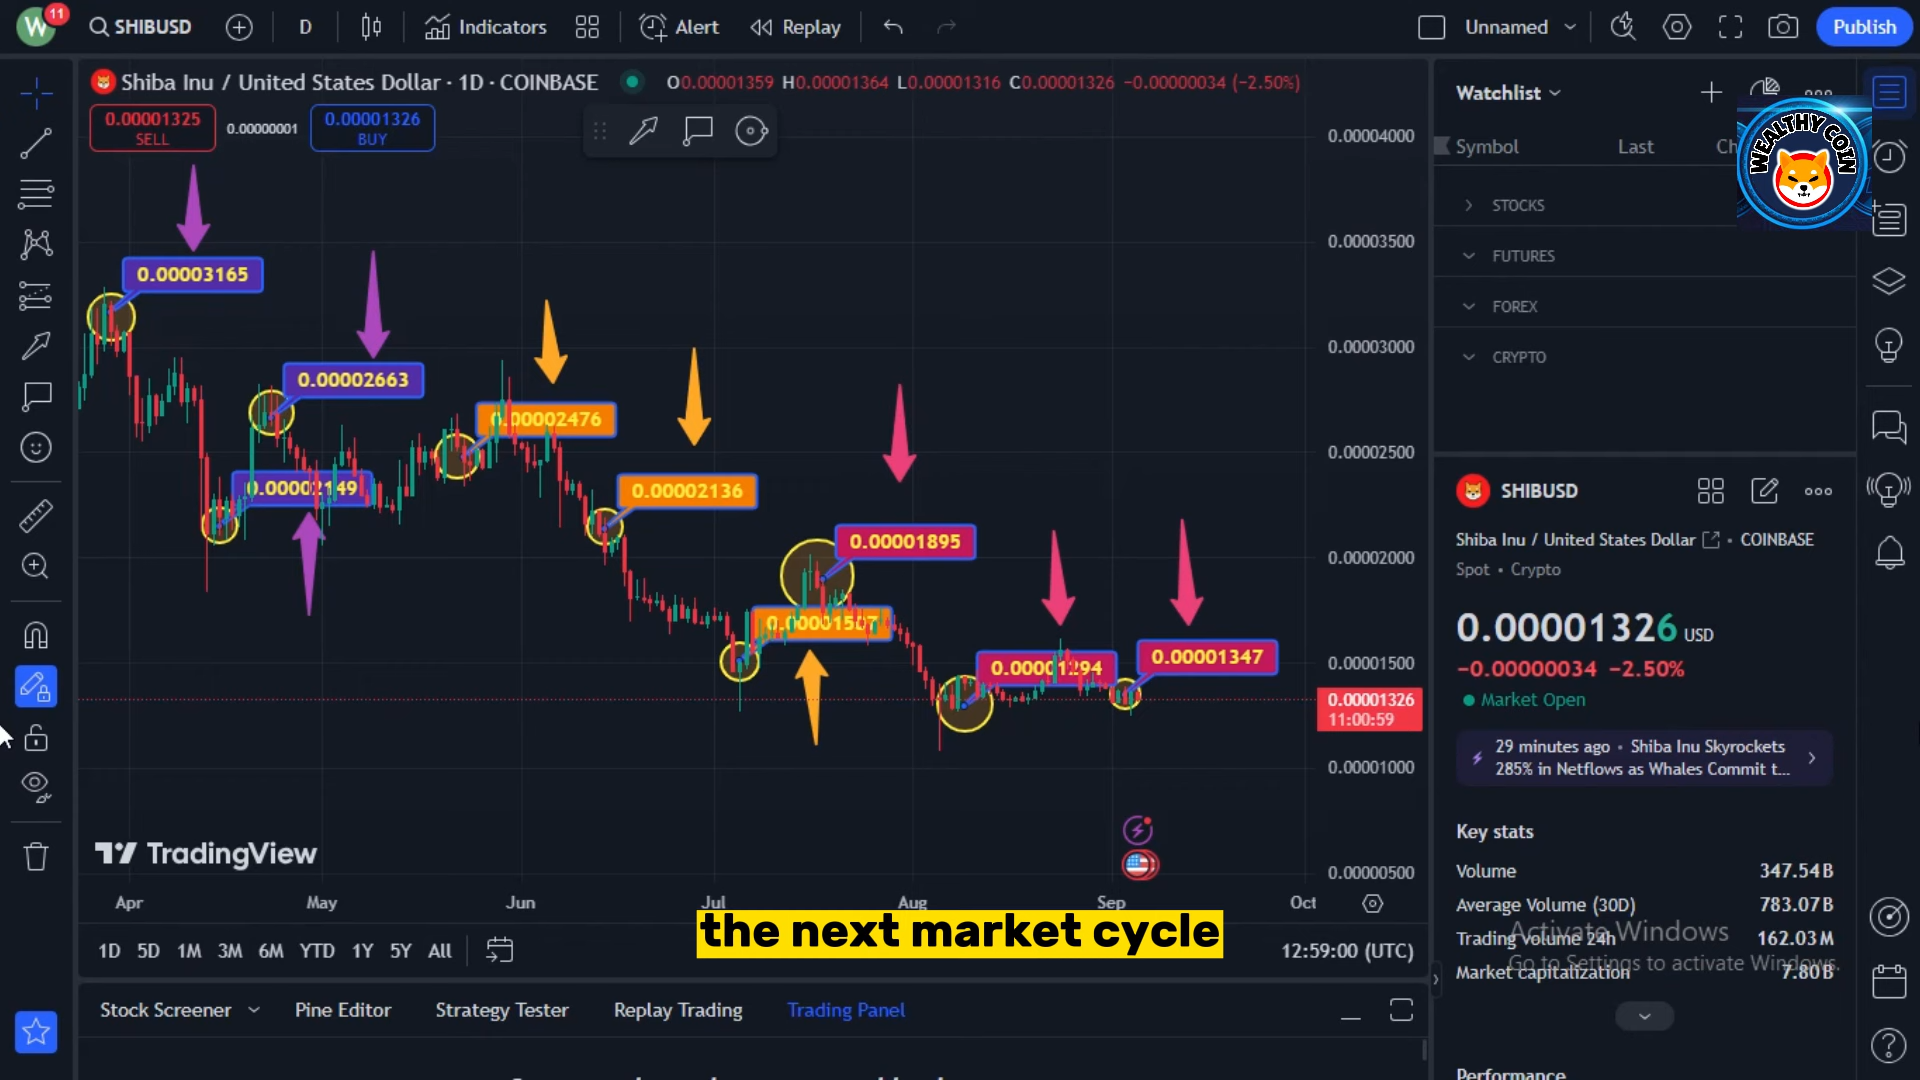 W
11
SHIBUSD
D
Indicators
Alert
Replay
Unnamed
Publish
Shiba Inu / United States Dollar · 1D · COINBASE
O0.00001359 H0.00001364 L0.00001316 C0.00001326 −0.00000034 (−2.50%)
0.00001325
SELL
0.00000001
0.00001326
BUY
0.00003165
0.00002663
0.00002149
0.00002476
0.00002136
0.00001895
0.00001294
0.00001347
0.00004000
0.00003500
0.00003000
0.00002500
0.00002000
0.00001500
0.00001326
11:00:59
0.00001000
0.00000500
TradingView
Apr
May
Jun
Jul
Aug
Sep
Oct
the next market cycle
1D 5D 1M 3M 6M YTD 1Y 5Y All
12:59:00 (UTC)
Stock Screener
Pine Editor
Strategy Tester
Replay Trading
Trading Panel
Watchlist
WEALTHY COIN
Symbol
Last
Ch
STOCKS
FUTURES
FOREX
CRYPTO
SHIBUSD
Shiba Inu / United States Dollar • COINBASE
Spot • Crypto
0.00001326 USD
−0.00000034 −2.50%
Market Open
29 minutes ago • Shiba Inu Skyrockets
285% in Netflows as Whales Commit t...
Key stats
Volume 347.54B
Average Volume (30D) 783.07B
Trading volume 24h 162.03M
Market capitalization 7.80B
Activate Windows
Go to Settings to activate Windows.
Performance